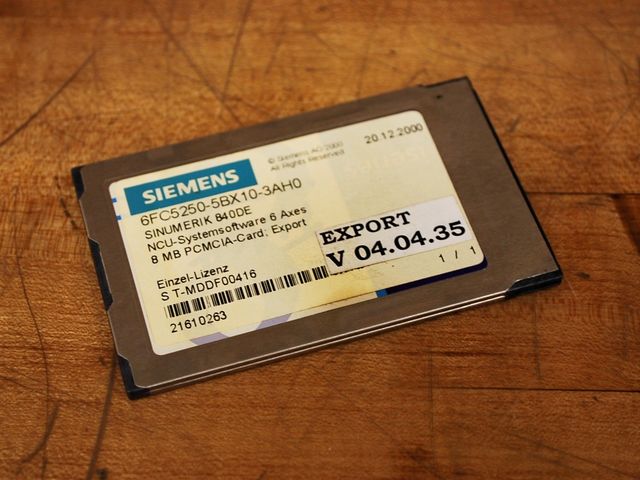 © Siemens AG 2000
All Rights Reserved
20.12.2000
SIEMENS
6FC5250-5BX10-3AH0
SINUMERIK 840DE
NCU-Systemsoftware 6 Axes
8 MB PCMCIA-Card; Export
EXPORT
V 04.04.35
Einzel-Lizenz
S T-MDDF00416
21610263
1 / 1